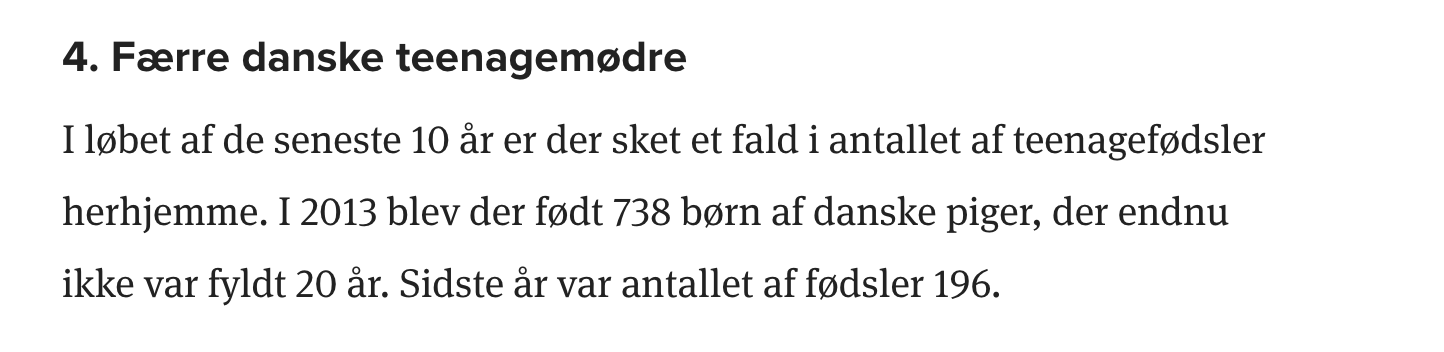 4. Færre danske teenagemødre
I løbet af de seneste 10 år er der sket et fald i antallet af teenagefødsler
herhjemme. I 2013 blev der født 738 børn af danske piger, der endnu
ikke var fyldt 20 år. Sidste år var antallet af fødsler 196.